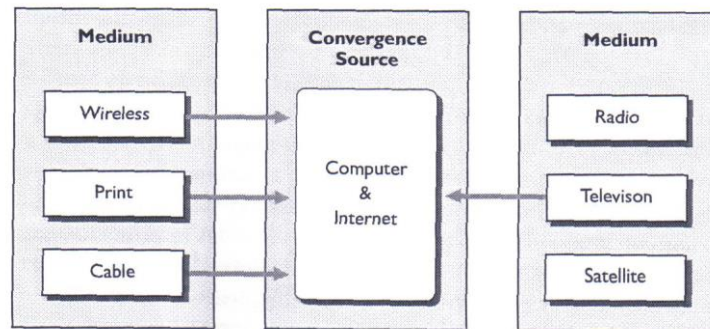 Medium
Wireless
Print
Cable
Convergence
Source
Computer
&
Internet
Medium
Radio
Televison
Satellite